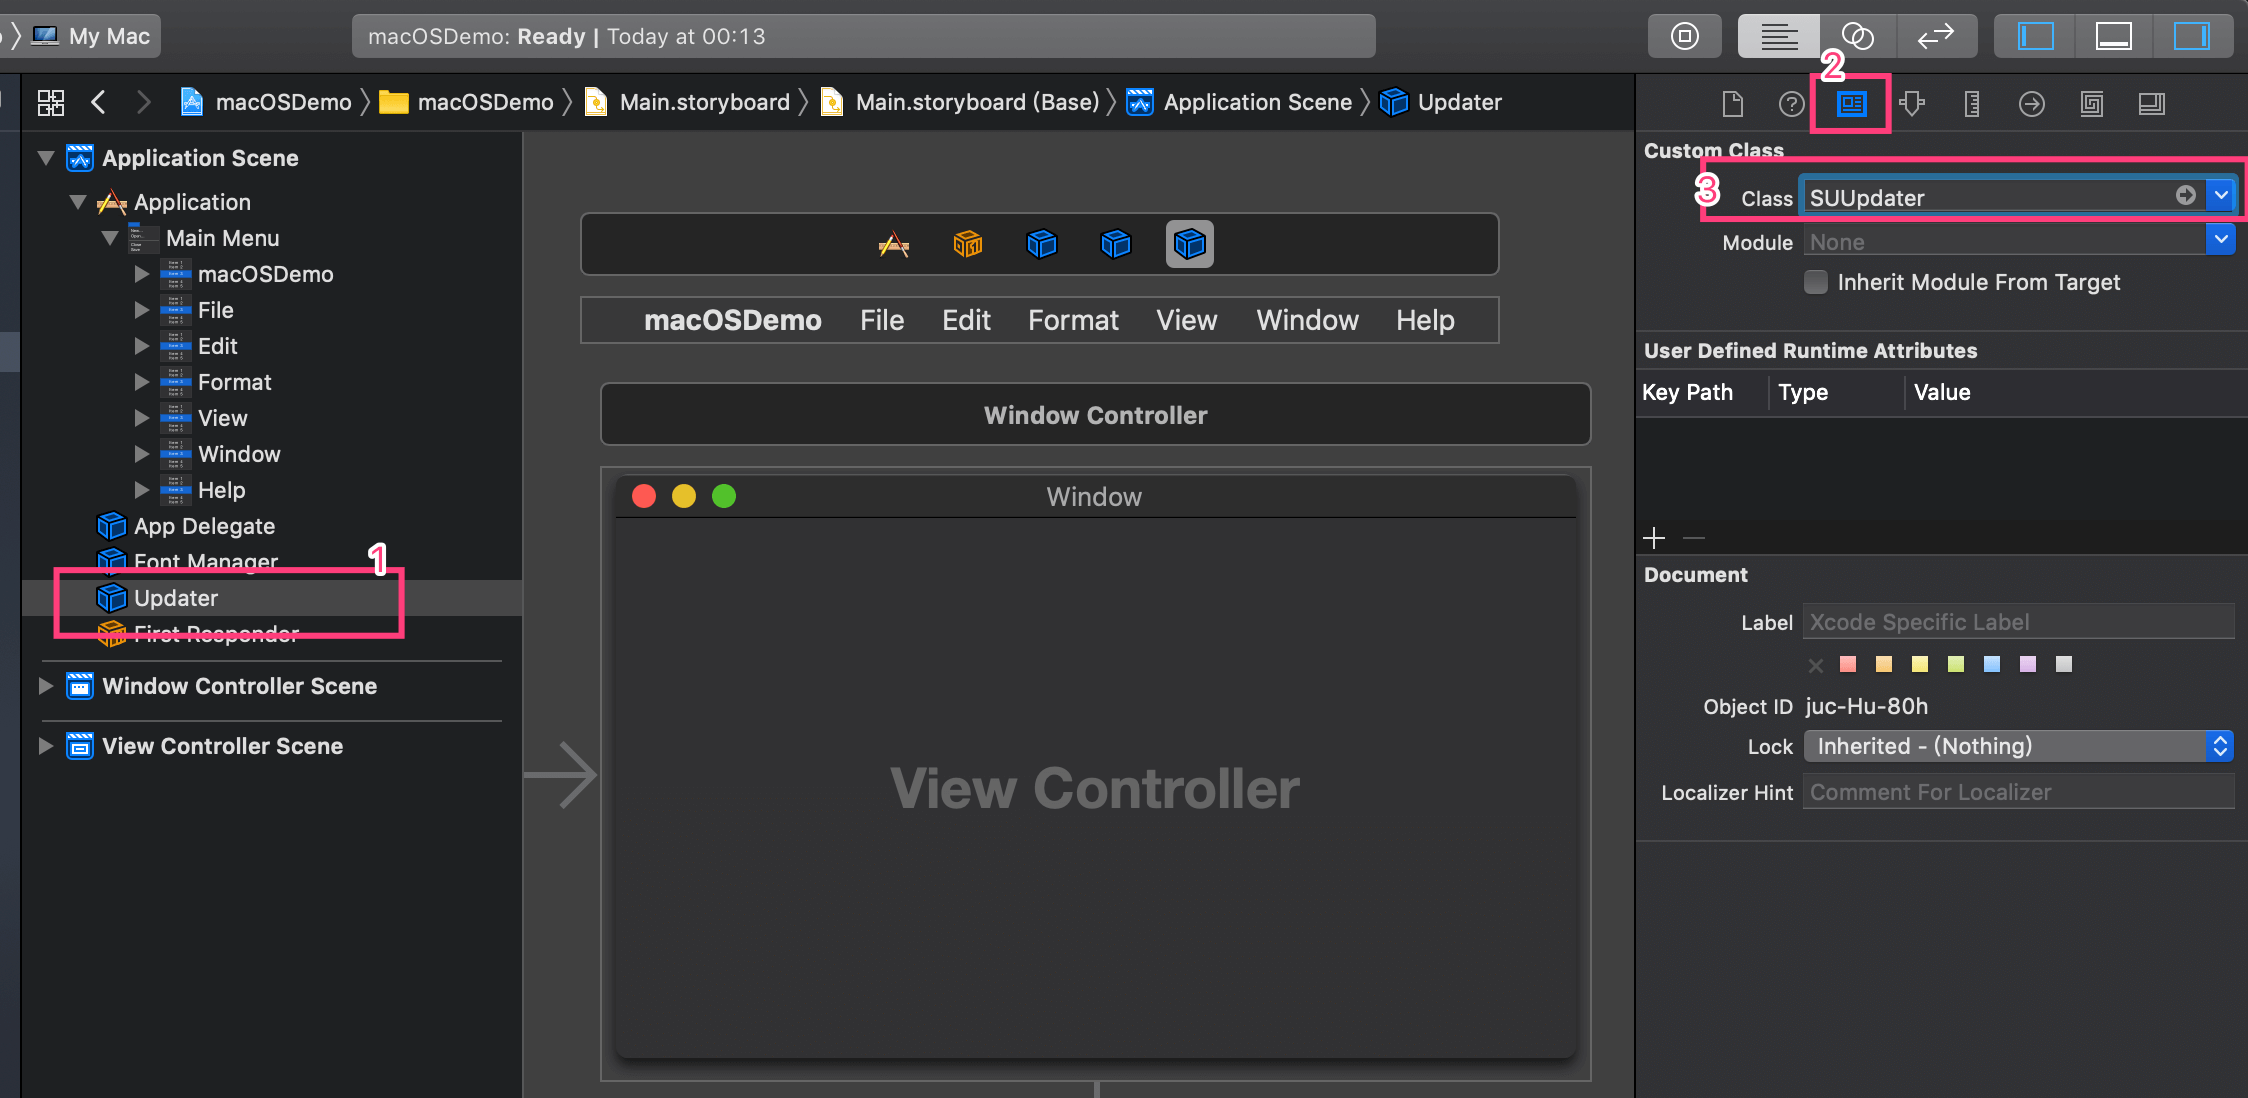 My Mac
macOSDemo: Ready | Today at 00:13
2
macOSDemo
macOSDemo
Main.storyboard
Main.storyboard (Base)
Application Scene
Updater
Application Scene
Application
Main Menu
macOSDemo
File
Edit
Format
View
Window
Help
App Delegate
Font Manager
1
Updater
First Responder
Window Controller Scene
View Controller Scene
macOSDemo File Edit Format View Window Help
Window Controller
Window
View Controller
Custom Class
3
Class SUUpdater
Module None
Inherit Module From Target
User Defined Runtime Attributes
Key Path Type Value
Document
Label Xcode Specific Label
Object ID juc-Hu-80h
Lock Inherited - (Nothing)
Localizer Hint Comment For Localizer